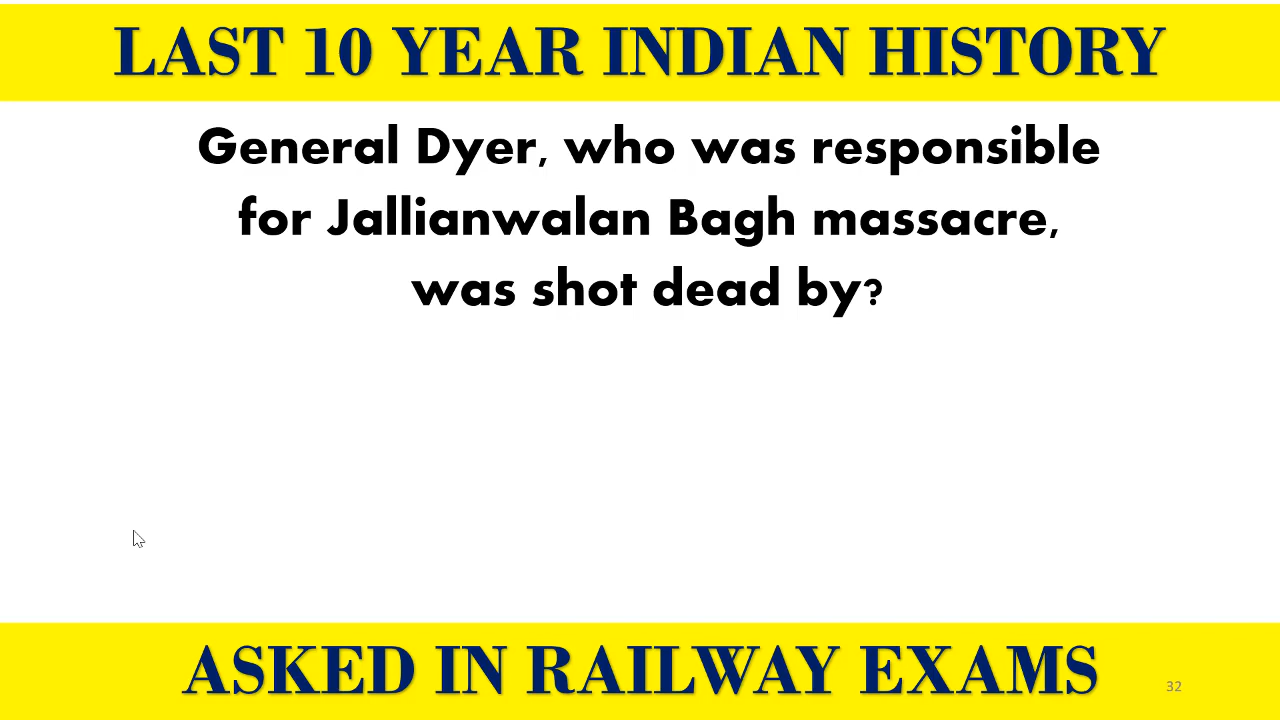 LAST 10 YEAR INDIAN HISTORY
General Dyer, who was responsible
for Jallianwalan Bagh massacre,
was shot dead by?
ASKED IN RAILWAY EXAMS
32